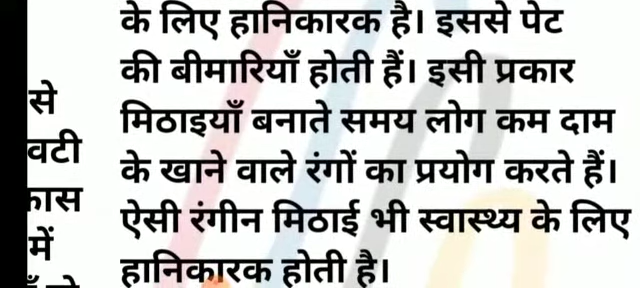 के लिए हानिकारक है। इससे पेट
की बीमारियाँ होती हैं। इसी प्रकार
मिठाइयाँ बनाते समय लोग कम दाम
के खाने वाले रंगों का प्रयोग करते हैं।
ऐसी रंगीन मिठाई भी स्वास्थ्य के लिए
हानिकारक होती है।
से
में